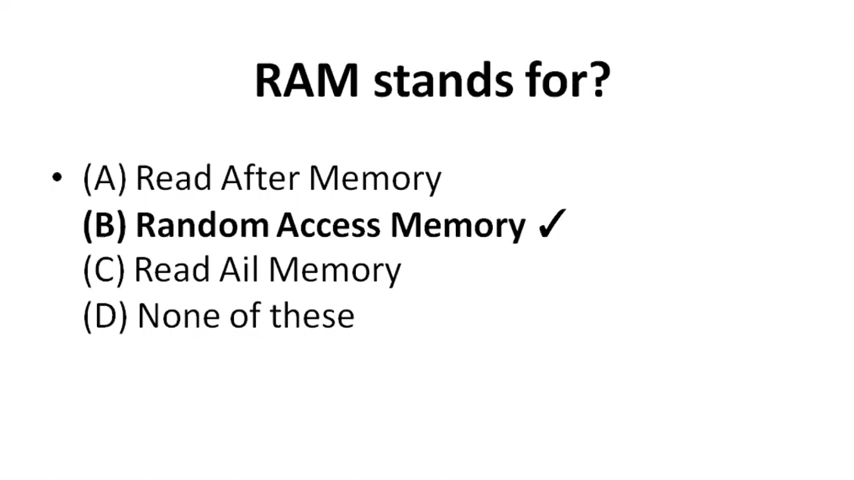 RAM stands for?
• (A) Read After Memory
(B) Random Access Memory ✓
(C) Read Ail Memory
(D) None of these